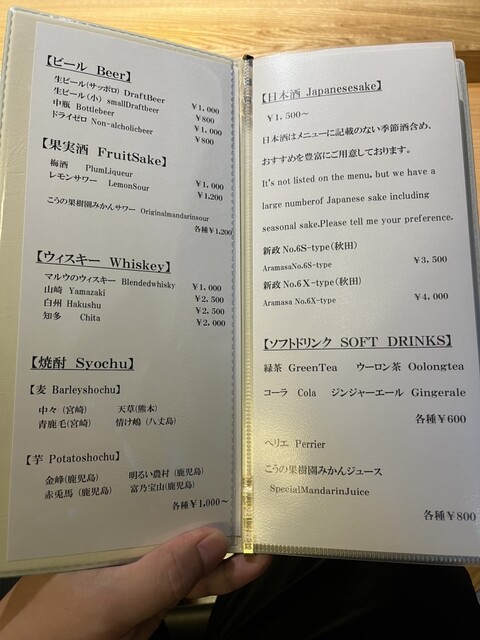 【ビール Beer】
生ビール(サッポロ) DraftBeer ￥1,000
生ビール(小) smallDraftbeer ￥800
中瓶 Bottlebeer ￥1,000
ドライゼロ Non-alcholicbeer ￥800
【果実酒 FruitSake】
梅酒 PlumLiqueur ￥1,000
レモンサワー LemonSour ￥1,200
こうの果樹園みかんサワー Originalmandarinsour
各種￥1,200
【ウィスキー Whiskey】
マルウのウィスキー Blendedwhisky ￥1,000
山崎 Yamazaki ￥2,500
白州 Hakushu ￥2,500
知多 Chita ￥2,000
【焼酎 Syochu】
【麦 Barleyshochu】
中々(宮崎) 天草(熊本)
青鹿毛(宮崎) 情け嶋(八丈島)
【芋 Potatoshochu】
金峰(鹿児島) 明るい農村(鹿児島)
赤兎馬(鹿児島) 富乃宝山(鹿児島)
各種￥1,000～
【日本酒 Japanesesake】
￥1,500～
日本酒はメニューに記載のない季節酒含め、
おすすめを豊富にご用意しております。
It's not listed on the menu, but we have a
large numberof Japanese sake including
seasonal sake.Please tell me your preference.
新政 No.6S-type(秋田)
AramasaNo.6S-type ￥3,500
新政 No.6X-type(秋田)
Aramasa No.6X-type ￥4,000
【ソフトドリンク SOFT DRINKS】
緑茶 GreenTea ウーロン茶 Oolongtea
コーラ Cola ジンジャーエール Gingerale
各種￥600
ペリエ Perrier
こうの果樹園みかんジュース
SpecialMandarinJuice
各種￥800